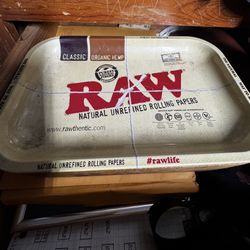 CLASSIC ORGANIC HEMP
RAW
NATURAL UNREFINED ROLLING PAPERS
www.rawthentic.com
NATURAL UNREFINED ROLLING PAPERS #rawlife